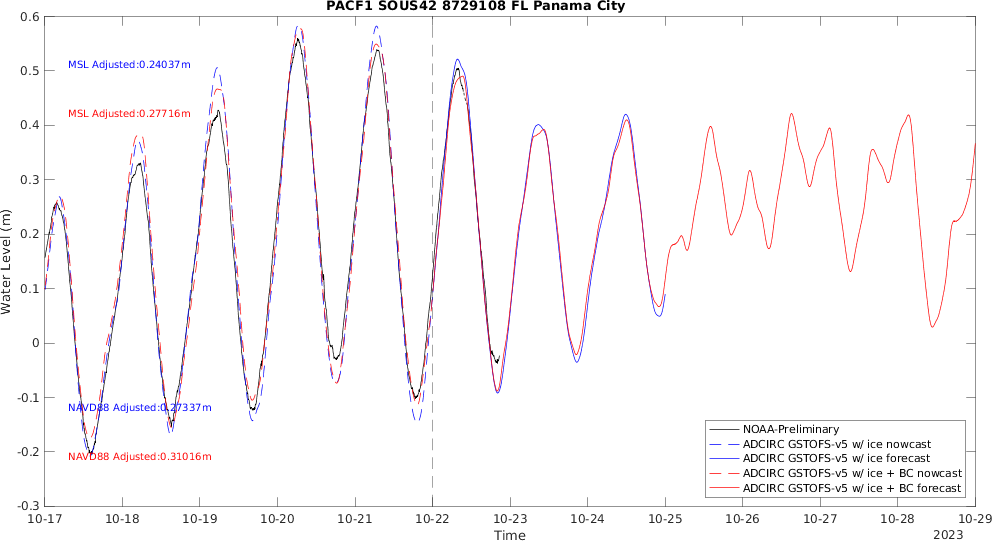 PACF1 SOUS42 8729108 FL Panama City
0.6
0.5
0.4
0.3
0.2
0.1
0
-0.1
-0.2
-0.3
Water Level (m)
MSL Adjusted:0.24037m
MSL Adjusted:0.27716m
NAVD88 Adjusted:0.27337m
NAVD88 Adjusted:0.31016m
NOAA-Preliminary
ADCIRC GSTOFS-v5 w/ ice nowcast
ADCIRC GSTOFS-v5 w/ ice forecast
ADCIRC GSTOFS-v5 w/ ice + BC nowcast
ADCIRC GSTOFS-v5 w/ ice + BC forecast
10-17 10-18 10-19 10-20 10-21 10-22 10-23 10-24 10-25 10-26 10-27 10-28 10-29
Time
2023